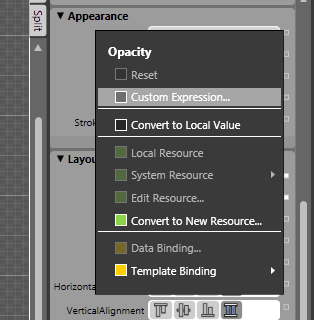 Split
Appearance
Opacity
Reset
Custom Expression...
Convert to Local Value
Strok
Local Resource
Layou
System Resource
Edit Resource...
Convert to New Resource...
Data Binding...
Template Binding
Horizonta
VerticalAlignment